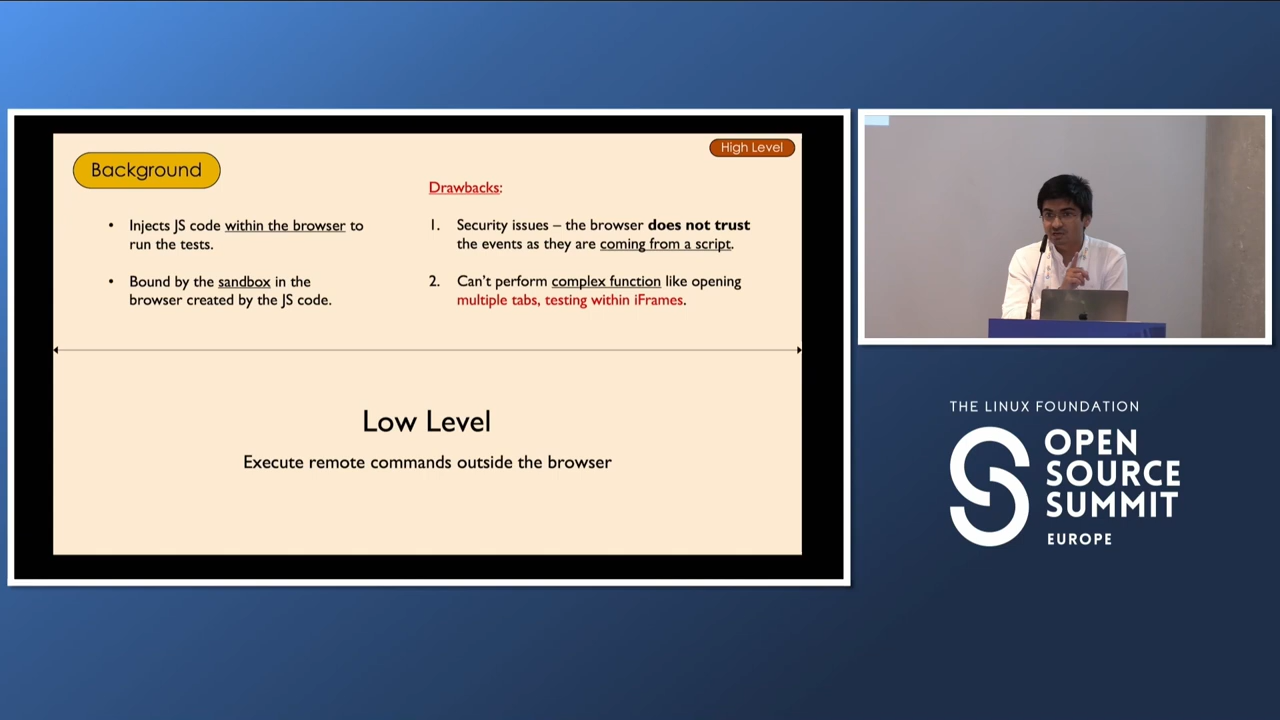 Background
High Level
• Injects JS code within the browser to
run the tests.
• Bound by the sandbox in the
browser created by the JS code.
Drawbacks:
1. Security issues – the browser does not trust
the events as they are coming from a script.
2. Can't perform complex function like opening
multiple tabs, testing within iFrames.
Low Level
Execute remote commands outside the browser
THE LINUX FOUNDATION
OPEN
SOURCE
SUMMIT
EUROPE